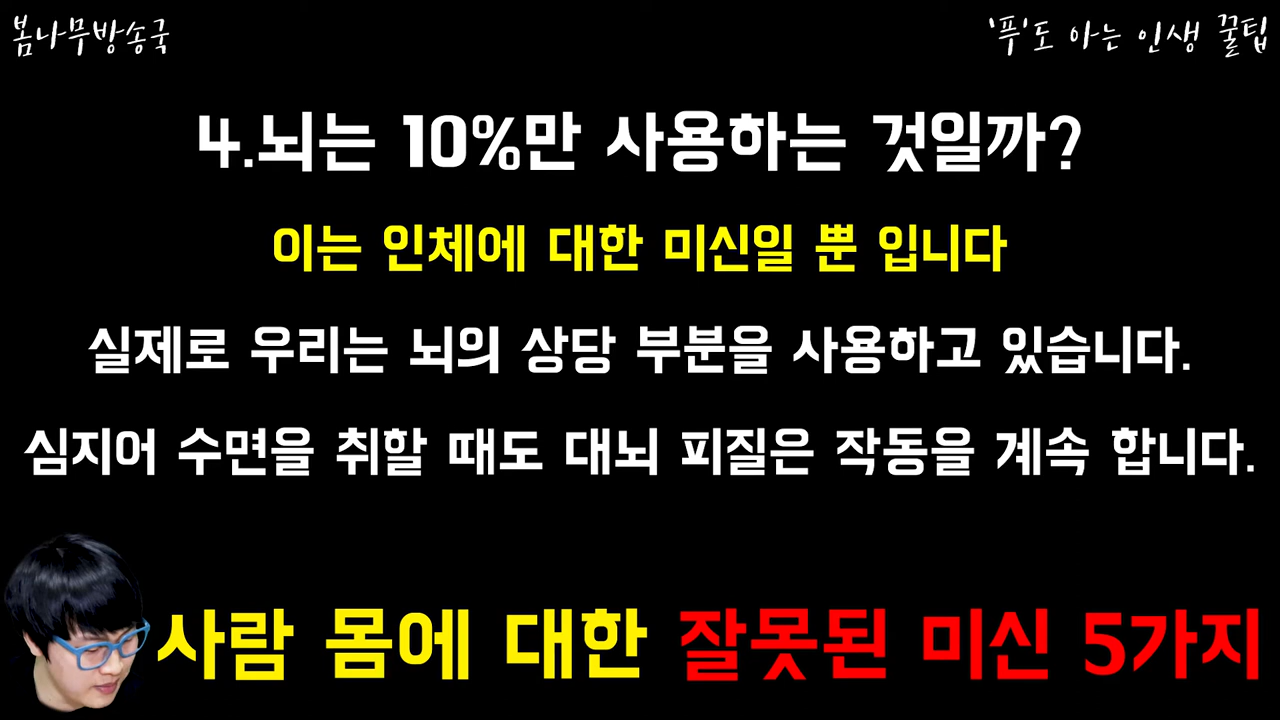 봄나무방송국
'푸'도 아는 인생 꿀팁
4.뇌는 10%만 사용하는 것일까?
이는 인체에 대한 미신일 뿐 입니다
실제로 우리는 뇌의 상당 부분을 사용하고 있습니다.
심지어 수면을 취할 때도 대뇌 피질은 작동을 계속 합니다.
사람 몸에 대한 잘못된 미신 5가지